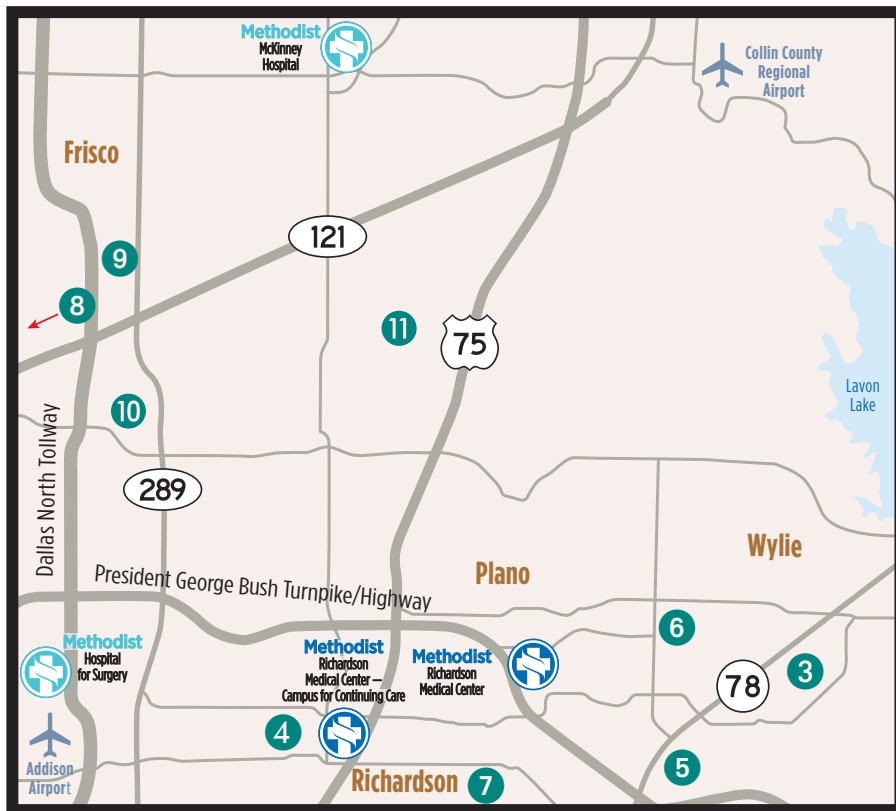 Methodist
McKinney
Hospital
Collin County
Regional
Airport
Frisco
121
9
8
11
75
Lavon
Lake
10
Dallas North Tollway
289
President George Bush Turnpike/Highway
Plano
Wylie
6
Methodist
Hospital
for Surgery
Methodist
Richardson
Medical Center —
Campus for Continuing Care
Methodist
Richardson
Medical Center
3
78
4
Addison
Airport
5
Richardson
7